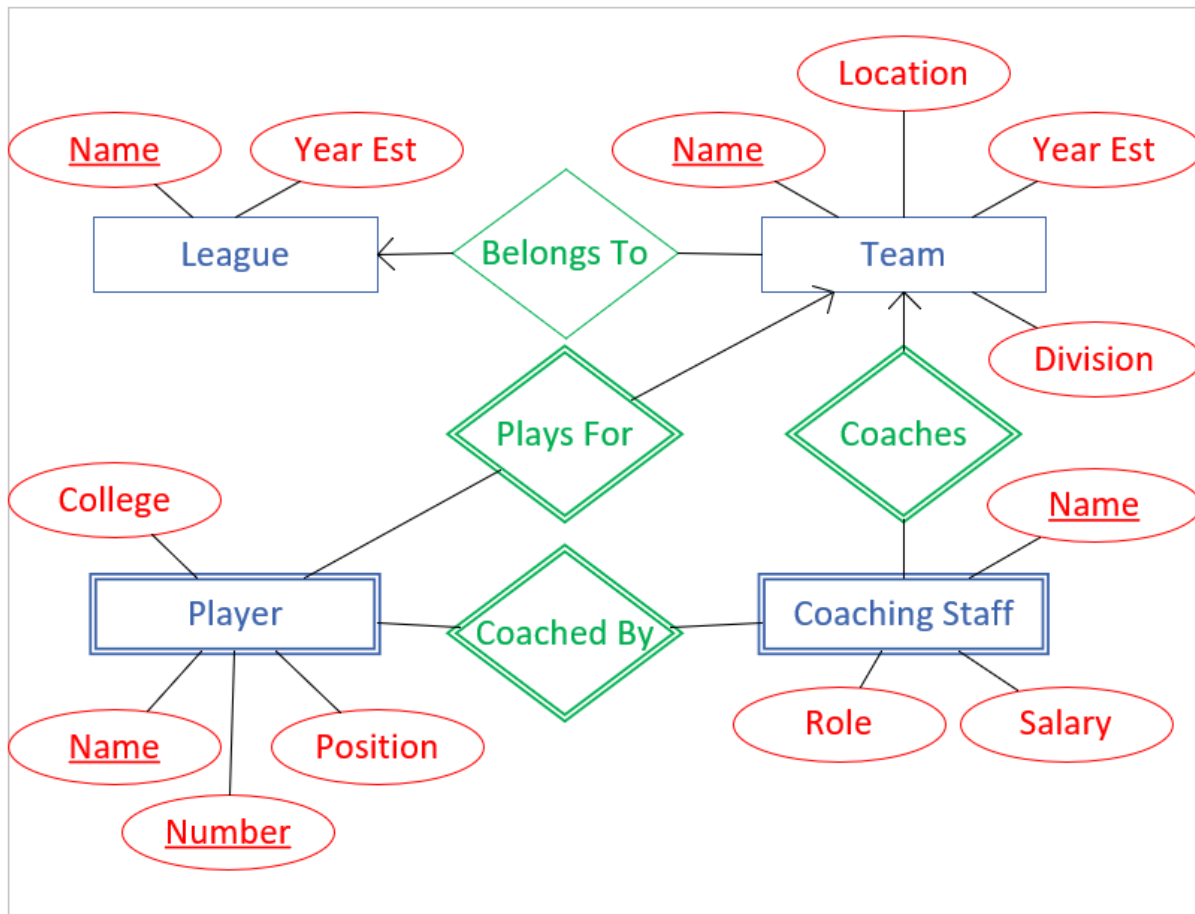 Location
Name
Year Est
Name
Year Est
League
Belongs To
Team
Division
Plays For
Coaches
College
Name
Player
Coached By
Coaching Staff
Name
Position
Role
Salary
Number